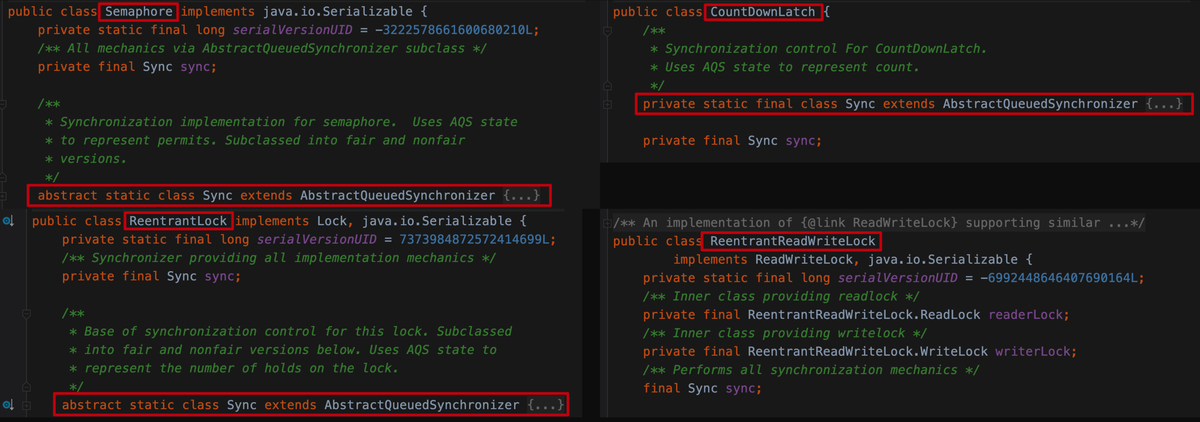 public class Semaphore implements java.io.Serializable {
private static final long serialVersionUID = -3222578661600680210L;
/** All mechanics via AbstractQueuedSynchronizer subclass */
private final Sync sync;
/**
* Synchronization implementation for semaphore.  Uses AQS state
* to represent permits. Subclassed into fair and nonfair
* versions.
*/
abstract static class Sync extends AbstractQueuedSynchronizer {...}
public class CountDownLatch {
/**
* Synchronization control For CountDownLatch.
* Uses AQS state to represent count.
*/
private static final class Sync extends AbstractQueuedSynchronizer {...}
private final Sync sync;
public class ReentrantLock implements Lock, java.io.Serializable {
private static final long serialVersionUID = 7373984872572414699L;
/** Synchronizer providing all implementation mechanics */
private final Sync sync;
/**
* Base of synchronization control for this lock. Subclassed
* into fair and nonfair versions below. Uses AQS state to
* represent the number of holds on the lock.
*/
abstract static class Sync extends AbstractQueuedSynchronizer {...}
/** An implementation of {@link ReadWriteLock} supporting similar ...*/
public class ReentrantReadWriteLock
implements ReadWriteLock, java.io.Serializable {
private static final long serialVersionUID = -6992448646407690164L;
/** Inner class providing readlock */
private final ReentrantReadWriteLock.ReadLock readerLock;
/** Inner class providing writelock */
private final ReentrantReadWriteLock.WriteLock writerLock;
/** Performs all synchronization mechanics */
final Sync sync;